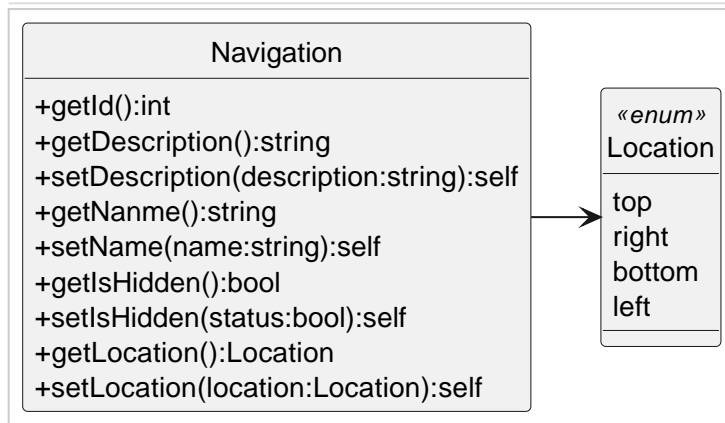 Navigation
+getId():int
+getDescription():string
+setDescription(description:string):self
+getNanme():string
+setName(name:string):self
+getIsHidden():bool
+setIsHidden(status:bool):self
+getLocation():Location
+setLocation(location:Location):self
«enum»
Location
top
right
bottom
left